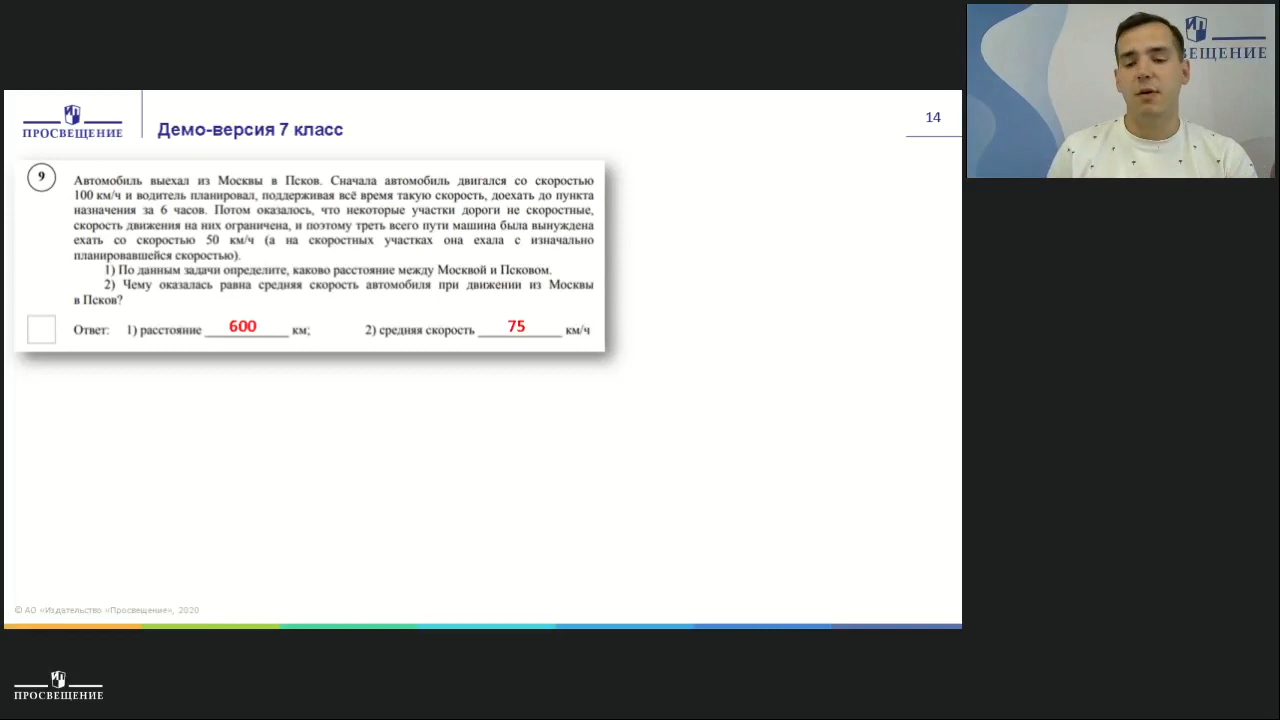 ПРОСВЕЩЕНИЕ
Демо-версия 7 класс
14
9
Автомобиль выехал из Москвы в Псков. Сначала автомобиль двигался со скоростью
100 км/ч и водитель планировал, поддерживая всё время такую скорость, доехать до пункта
назначения за 6 часов. Потом оказалось, что некоторые участки дороги не скоростные,
скорость движения на них ограничена, и поэтому треть всего пути машина была вынуждена
ехать со скоростью 50 км/ч (а на скоростных участках она ехала с изначально
планировавшейся скоростью).
1) По данным задачи определите, каково расстояние между Москвой и Псковом.
2) Чему оказалась равна средняя скорость автомобиля при движении из Москвы
в Псков?
Ответ: 1) расстояние 600 км; 2) средняя скорость 75 км/ч
© АО «Издательство «Просвещение», 2020
ПРОСВЕЩЕНИЕ
ВЕЩЕНИЕ